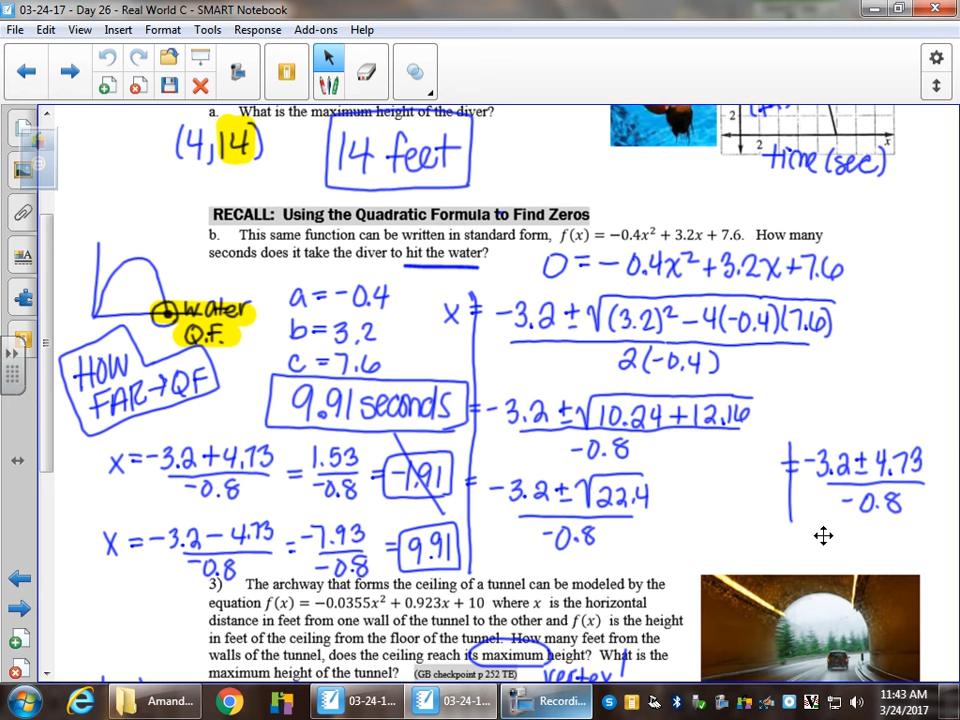 03-24-17 - Day 26 - Real World C - SMART Notebook
File Edit View Insert Format Tools Response Add-ons Help
a. What is the maximum height of the diver?
(4,14)
14 feet
2
2
x
time (sec)
RECALL: Using the Quadratic Formula to Find Zeros
b. This same function can be written in standard form, f(x) = −0.4x² + 3.2x + 7.6. How many
seconds does it take the diver to hit the water?
0 = -0.4x²+3.2x+7.6
water
Q.F.
HOW
FAR→QF
a = -0.4
b = 3.2
c = 7.6
9.91 seconds
x = -3.2 ± √(3.2)² - 4(-0.4)(7.6)
2(-0.4)
= -3.2 ± √10.24 + 12.16
-0.8
= -3.2 ± √22.4
-0.8
= -3.2 ± 4.73
-0.8
x = -3.2 + 4.73 = 1.53 = -1.91
-0.8 -0.8
x = -3.2 - 4.73 = -7.93 = 9.91
-0.8 -0.8
3) The archway that forms the ceiling of a tunnel can be modeled by the
equation f(x) = −0.0355x² + 0.923x + 10 where x is the horizontal
distance in feet from one wall of the tunnel to the other and f(x) is the height
in feet of the ceiling from the floor of the tunnel. How many feet from the
walls of the tunnel, does the ceiling reach its maximum height? What is the
maximum height of the tunnel? (GB checkpoint p 252 TE)
vertex!
Amand...
03-24-1...
03-24-1...
Recordi...
11:43 AM
3/24/2017